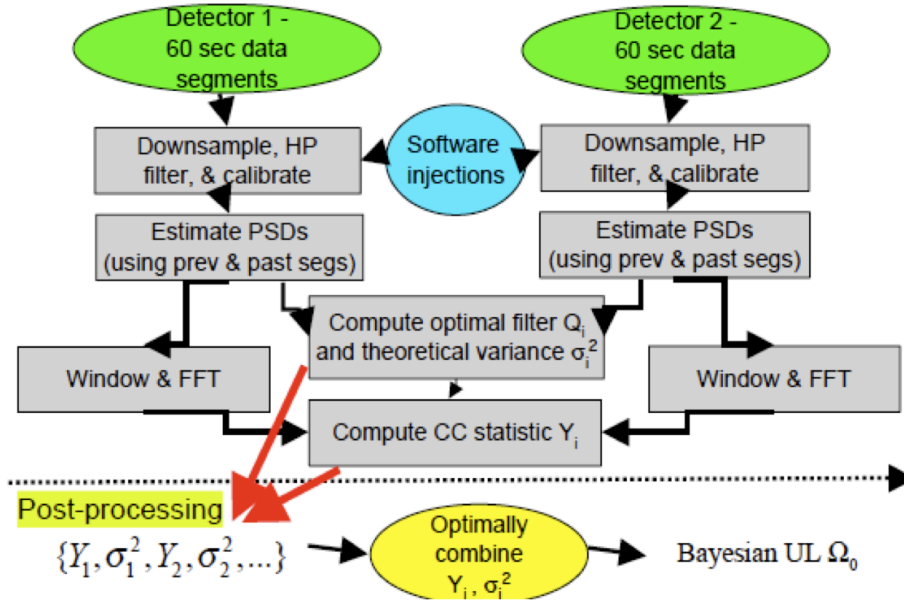 Detector 1 -
60 sec data
segments
Detector 2 -
60 sec data
segments
Downsample, HP
filter, & calibrate
Software
injections
Downsample, HP
filter, & calibrate
Estimate PSDs
(using prev & past segs)
Estimate PSDs
(using prev & past segs)
Compute optimal filter Qᵢ
and theoretical variance σᵢ²
Window & FFT
Window & FFT
Compute CC statistic Yᵢ
Post-processing
{Y₁,σ₁²,Y₂,σ₂²,...}
Optimally
combine
Yᵢ, σᵢ²
Bayesian UL Ω₀